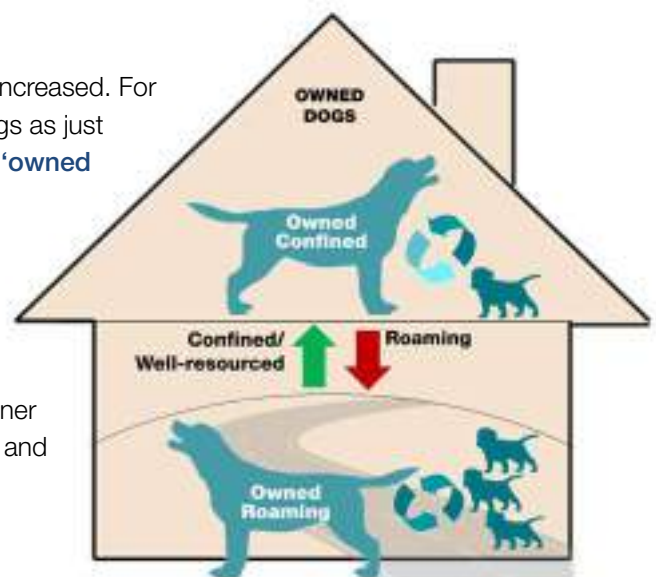 ncreased. For
gs as just
‘owned
ner
and
OWNED
DOGS
Owned
Confined
Confined/
Well-resourced
Roaming
Owned
Roaming